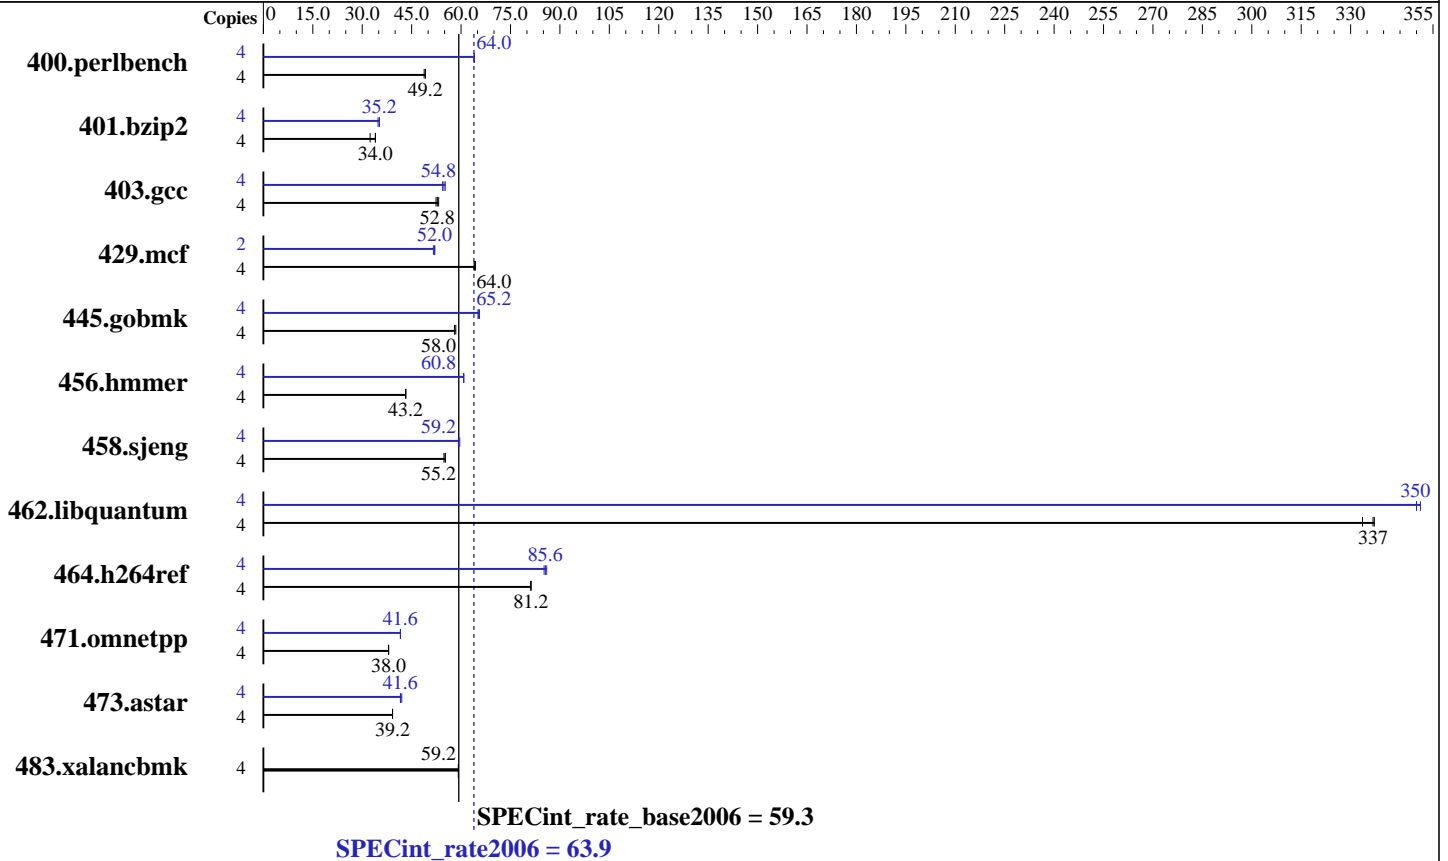 Copies 0 15.0 30.0 45.0 60.0 75.0 90.0 105 120 135 150 165 180 195 210 225 240 255 270 285 300 315 330 355
400.perlbench 4 64.0
4 49.2
401.bzip2 4 35.2
4 34.0
403.gcc 4 54.8
4 52.8
429.mcf 2 52.0
4 64.0
445.gobmk 4 65.2
4 58.0
456.hmmer 4 60.8
4 43.2
458.sjeng 4 59.2
4 55.2
462.libquantum 4 350
4 337
464.h264ref 4 85.6
4 81.2
471.omnetpp 4 41.6
4 38.0
473.astar 4 41.6
4 39.2
483.xalancbmk 4 59.2
SPECint_rate_base2006 = 59.3
SPECint_rate2006 = 63.9